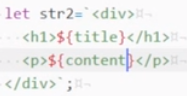 let str2=`<div>
<h1>${title}</h1>
<p>${content}</p>
</div>`;